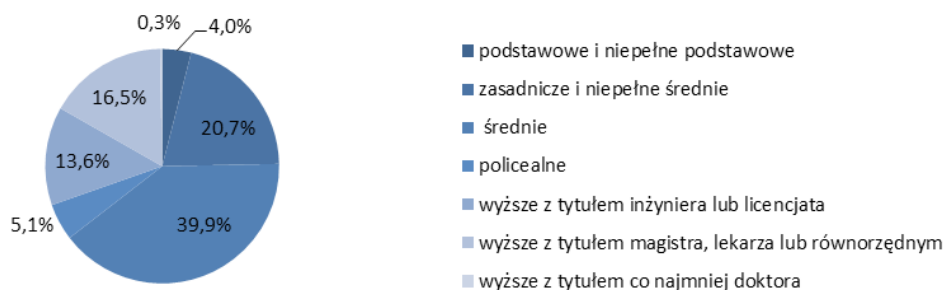 0,3%
4,0%
16,5%
20,7%
13,6%
5,1%
39,9%
podstawowe i niepełne podstawowe
zasadnicze i niepełne średnie
średnie
policealne
wyższe z tytułem inżyniera lub licencjata
wyższe z tytułem magistra, lekarza lub równorzędnym
wyższe z tytułem co najmniej doktora